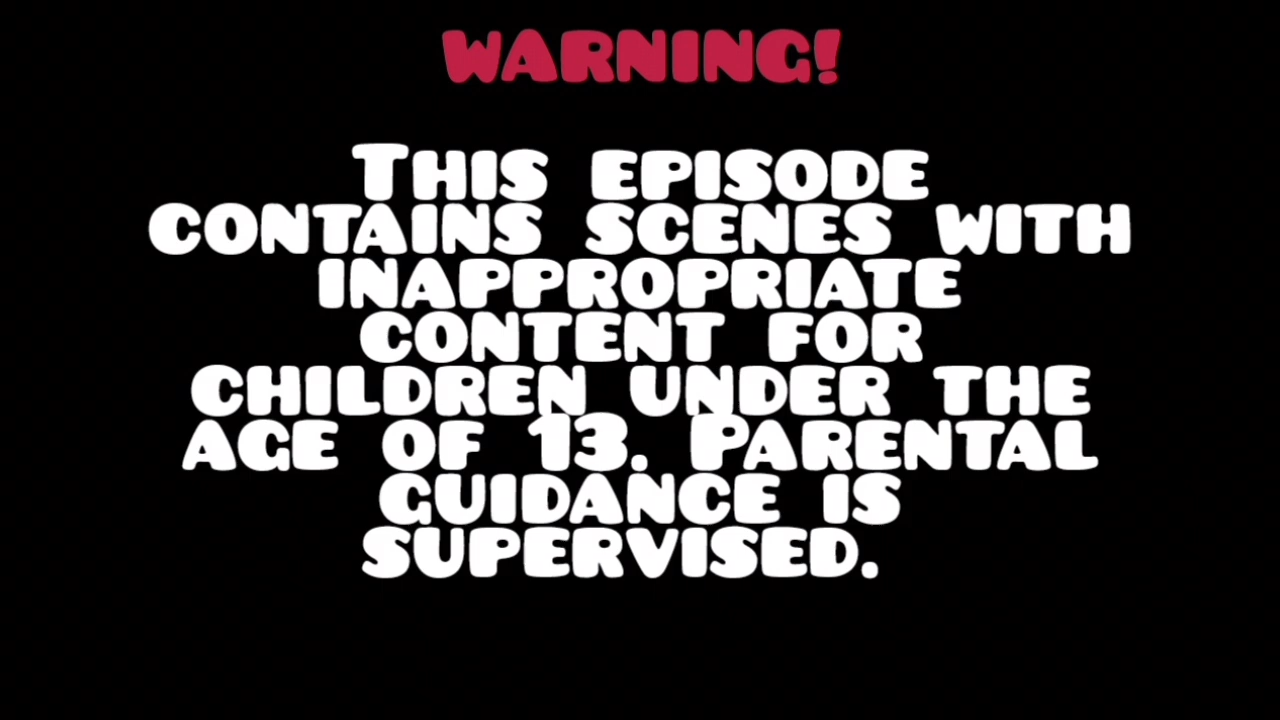 WARNING!
THIS EPISODE
CONTAINS SCENES WITH
INAPPROPRIATE
CONTENT FOR
CHILDREN UNDER THE
AGE OF 13. PARENTAL
GUIDANCE IS
SUPERVISED.